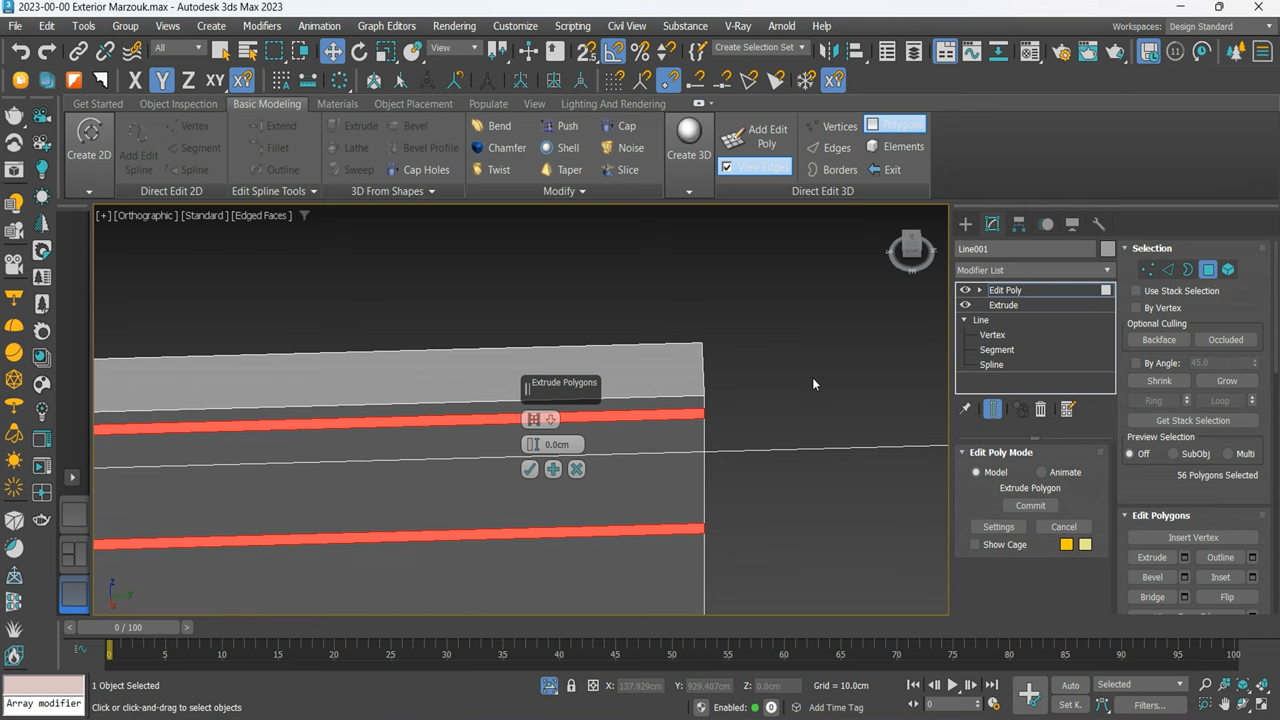 2023-00-00 Exterior Marzouk.max - Autodesk 3ds Max 2023
File Edit Tools Group Views Create Modifiers Animation Graph Editors Rendering Customize Scripting Civil View Substance V-Ray Arnold Help Workspaces: Design Standard
All View Create Selection Set
X Y Z XY
Get Started Object Inspection Basic Modeling Materials Object Placement Populate View Lighting And Rendering
Create 2D
Add Edit Spline
Vertex
Segment
Spline
Direct Edit 2D
Extend
Fillet
Outline
Edit Spline Tools
Extrude Bevel
Lathe Bevel Profile
Sweep Cap Holes
3D From Shapes
Bend Push Cap
Chamfer Shell Noise
Twist Taper Slice
Modify
Create 3D
Add Edit Poly
View Edges
Vertices Polygons
Edges Elements
Borders Exit
Direct Edit 3D
[+] [Orthographic] [Standard] [Edged Faces]
Extrude Polygons
0.0cm
z
y
x
Line001
Modifier List
Edit Poly
Extrude
Line
Vertex
Segment
Spline
Edit Poly Mode
Model Animate
Extrude Polygon
Commit
Settings Cancel
Show Cage
Selection
Use Stack Selection
By Vertex
Optional Culling
Backface Occluded
By Angle: 45.0
Shrink Grow
Ring Loop
Get Stack Selection
Preview Selection
Off SubObj Multi
56 Polygons Selected
Edit Polygons
Insert Vertex
Extrude Outline
Bevel Inset
Bridge Flip
0 / 100
0 5 10 15 20 25 30 35 40 45 50 55 60 65 70 75 80 85 90 95 100
1 Object Selected
Click or click-and-drag to select objects
Array modifier
X: 137.929cm Y: 929.407cm Z: 0.0cm Grid = 10.0cm
Enabled: 0 Add Time Tag
0
Auto Selected
Set K. Filters...